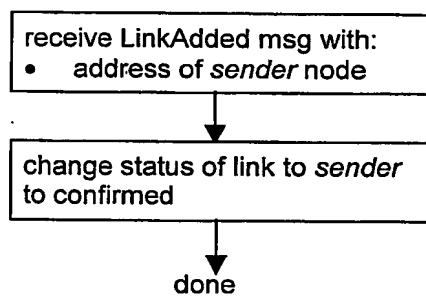 receive LinkAdded msg with:
• address of sender node
change status of link to sender
to confirmed
done